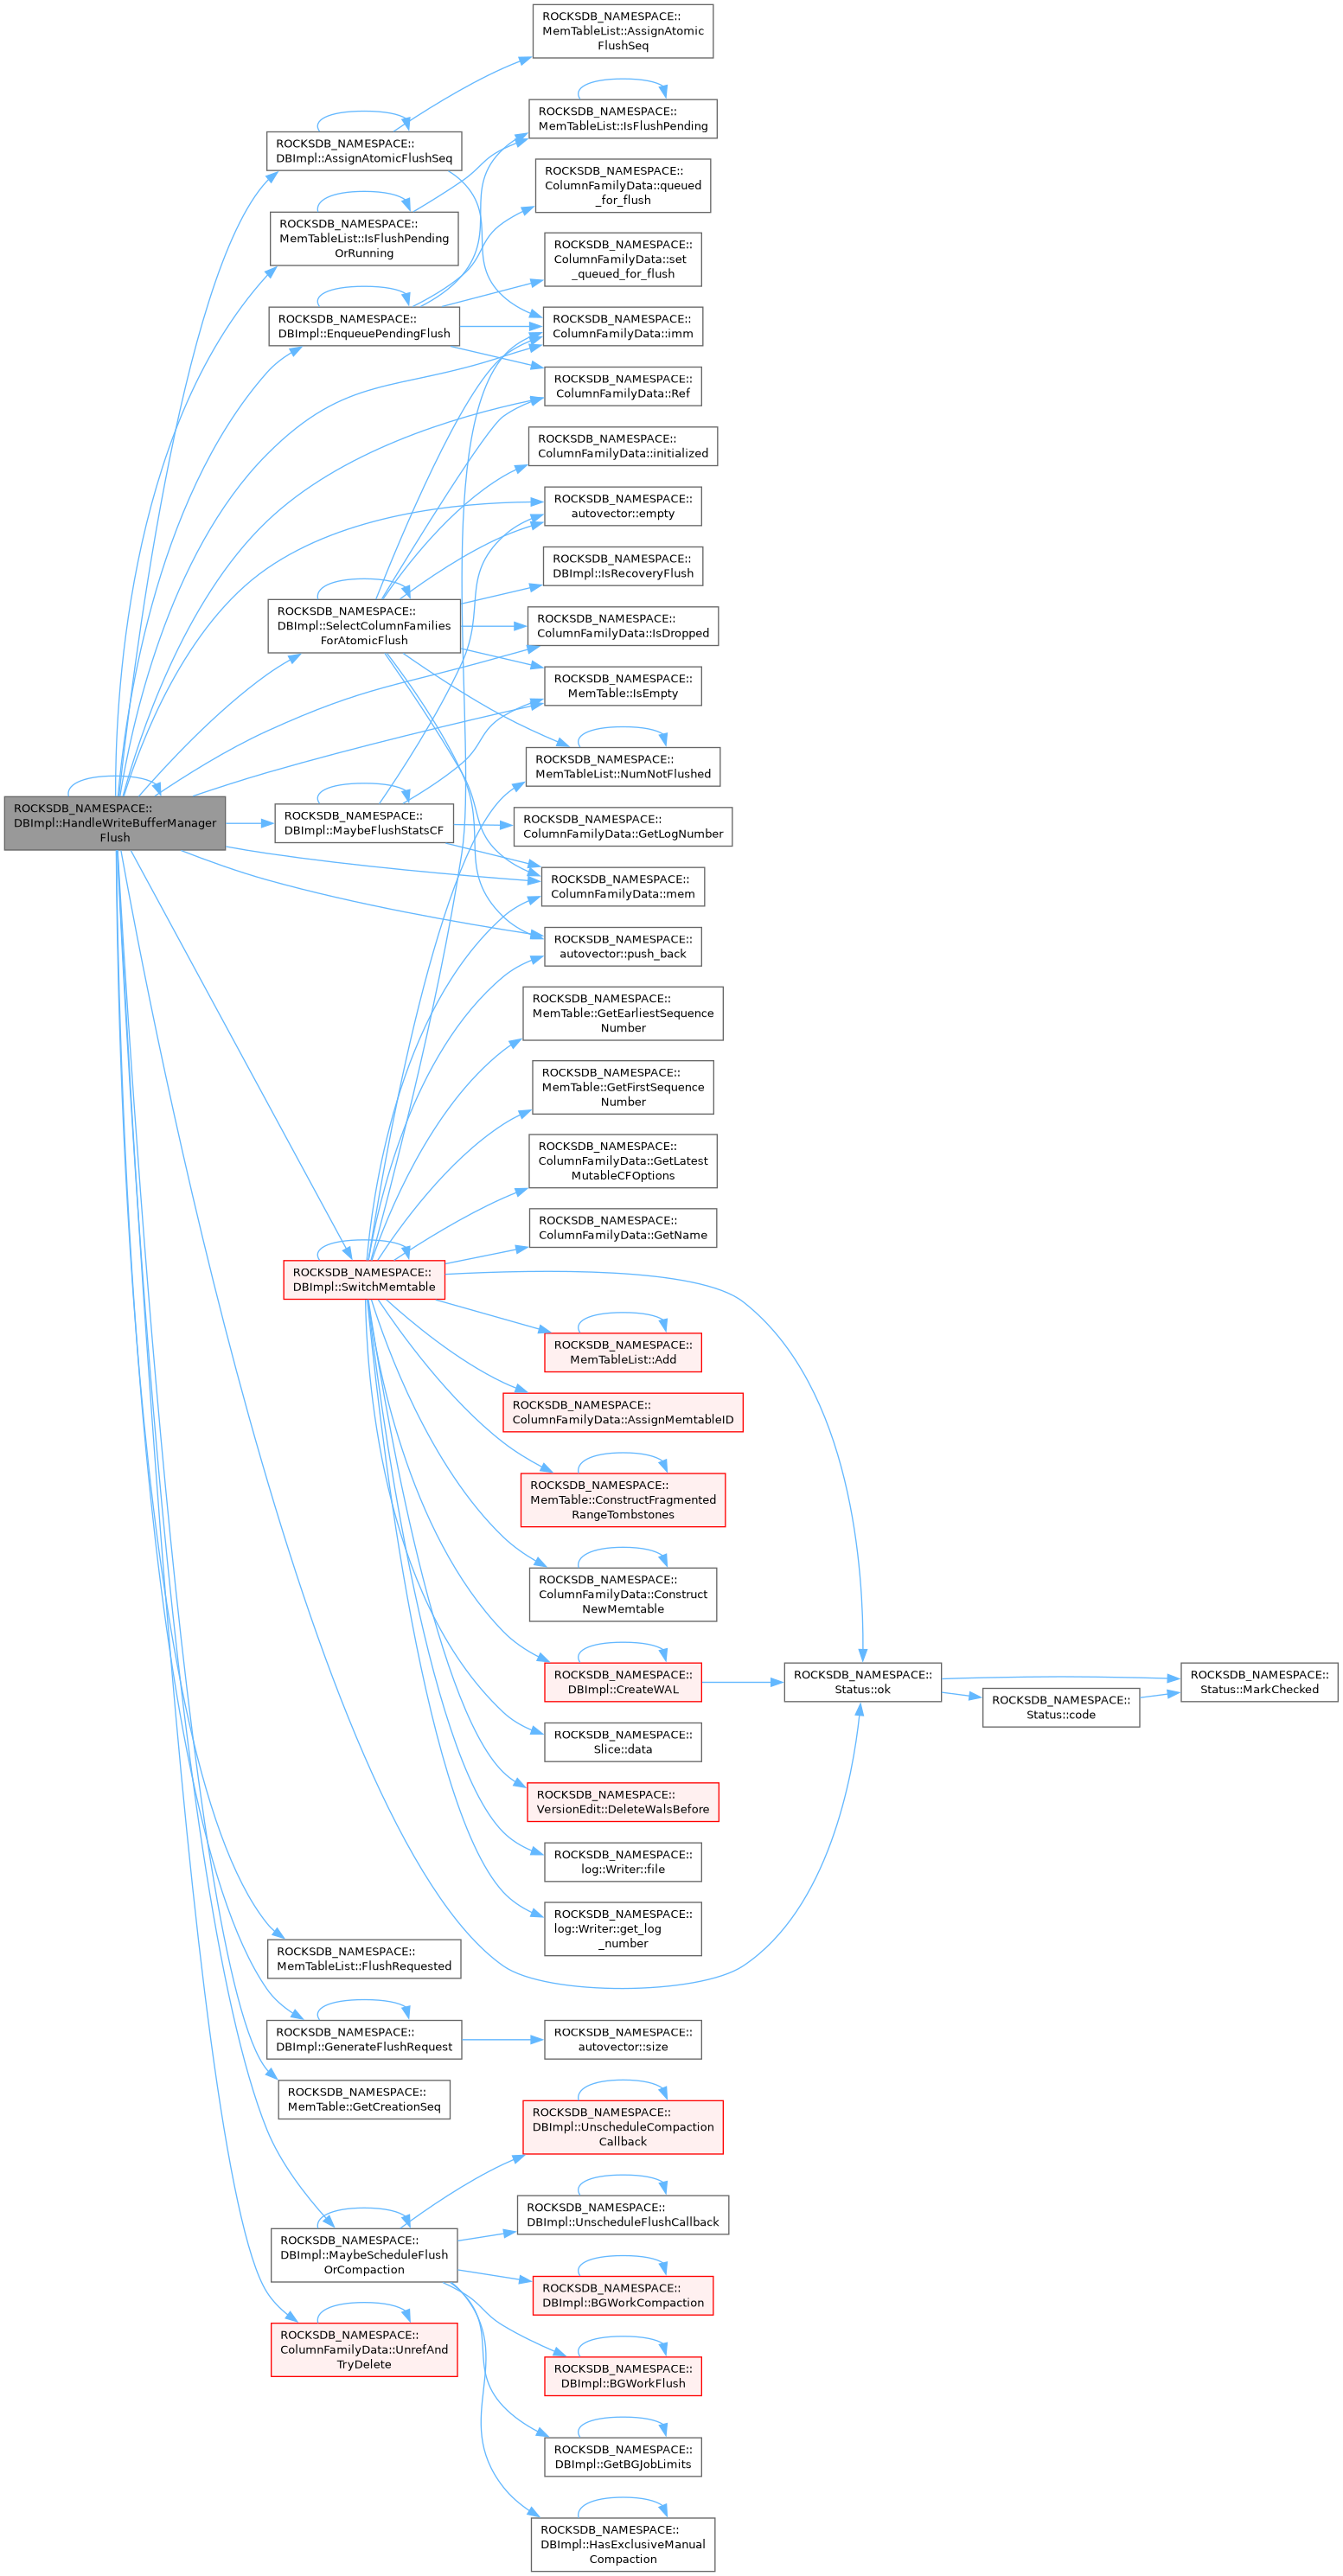 ROCKSDB_NAMESPACE::
MemTableList::AssignAtomic
FlushSeq
ROCKSDB_NAMESPACE::
MemTableList::IsFlushPending
ROCKSDB_NAMESPACE::
DBImpl::AssignAtomicFlushSeq
ROCKSDB_NAMESPACE::
ColumnFamilyData::queued
_for_flush
ROCKSDB_NAMESPACE::
MemTableList::IsFlushPending
OrRunning
ROCKSDB_NAMESPACE::
ColumnFamilyData::set
_queued_for_flush
ROCKSDB_NAMESPACE::
DBImpl::EnqueuePendingFlush
ROCKSDB_NAMESPACE::
ColumnFamilyData::imm
ROCKSDB_NAMESPACE::
ColumnFamilyData::Ref
ROCKSDB_NAMESPACE::
ColumnFamilyData::initialized
ROCKSDB_NAMESPACE::
autovector::empty
ROCKSDB_NAMESPACE::
DBImpl::IsRecoveryFlush
ROCKSDB_NAMESPACE::
DBImpl::SelectColumnFamilies
ForAtomicFlush
ROCKSDB_NAMESPACE::
ColumnFamilyData::IsDropped
ROCKSDB_NAMESPACE::
MemTable::IsEmpty
ROCKSDB_NAMESPACE::
MemTableList::NumNotFlushed
ROCKSDB_NAMESPACE::
DBImpl::HandleWriteBufferManager
Flush
ROCKSDB_NAMESPACE::
DBImpl::MaybeFlushStatsCF
ROCKSDB_NAMESPACE::
ColumnFamilyData::GetLogNumber
ROCKSDB_NAMESPACE::
ColumnFamilyData::mem
ROCKSDB_NAMESPACE::
autovector::push_back
ROCKSDB_NAMESPACE::
MemTable::GetEarliestSequence
Number
ROCKSDB_NAMESPACE::
MemTable::GetFirstSequence
Number
ROCKSDB_NAMESPACE::
ColumnFamilyData::GetLatest
MutableCFOptions
ROCKSDB_NAMESPACE::
ColumnFamilyData::GetName
ROCKSDB_NAMESPACE::
DBImpl::SwitchMemtable
ROCKSDB_NAMESPACE::
MemTableList::Add
ROCKSDB_NAMESPACE::
ColumnFamilyData::AssignMemtableID
ROCKSDB_NAMESPACE::
MemTable::ConstructFragmented
RangeTombstones
ROCKSDB_NAMESPACE::
ColumnFamilyData::Construct
NewMemtable
ROCKSDB_NAMESPACE::
DBImpl::CreateWAL
ROCKSDB_NAMESPACE::
Status::ok
ROCKSDB_NAMESPACE::
Status::code
ROCKSDB_NAMESPACE::
Status::MarkChecked
ROCKSDB_NAMESPACE::
Slice::data
ROCKSDB_NAMESPACE::
VersionEdit::DeleteWalsBefore
ROCKSDB_NAMESPACE::
log::Writer::file
ROCKSDB_NAMESPACE::
log::Writer::get_log
_number
ROCKSDB_NAMESPACE::
MemTableList::FlushRequested
ROCKSDB_NAMESPACE::
DBImpl::GenerateFlushRequest
ROCKSDB_NAMESPACE::
autovector::size
ROCKSDB_NAMESPACE::
MemTable::GetCreationSeq
ROCKSDB_NAMESPACE::
DBImpl::UnscheduleCompaction
Callback
ROCKSDB_NAMESPACE::
DBImpl::UnscheduleFlushCallback
ROCKSDB_NAMESPACE::
DBImpl::MaybeScheduleFlush
OrCompaction
ROCKSDB_NAMESPACE::
DBImpl::BGWorkCompaction
ROCKSDB_NAMESPACE::
ColumnFamilyData::UnrefAnd
TryDelete
ROCKSDB_NAMESPACE::
DBImpl::BGWorkFlush
ROCKSDB_NAMESPACE::
DBImpl::GetBGJobLimits
ROCKSDB_NAMESPACE::
DBImpl::HasExclusiveManual
Compaction